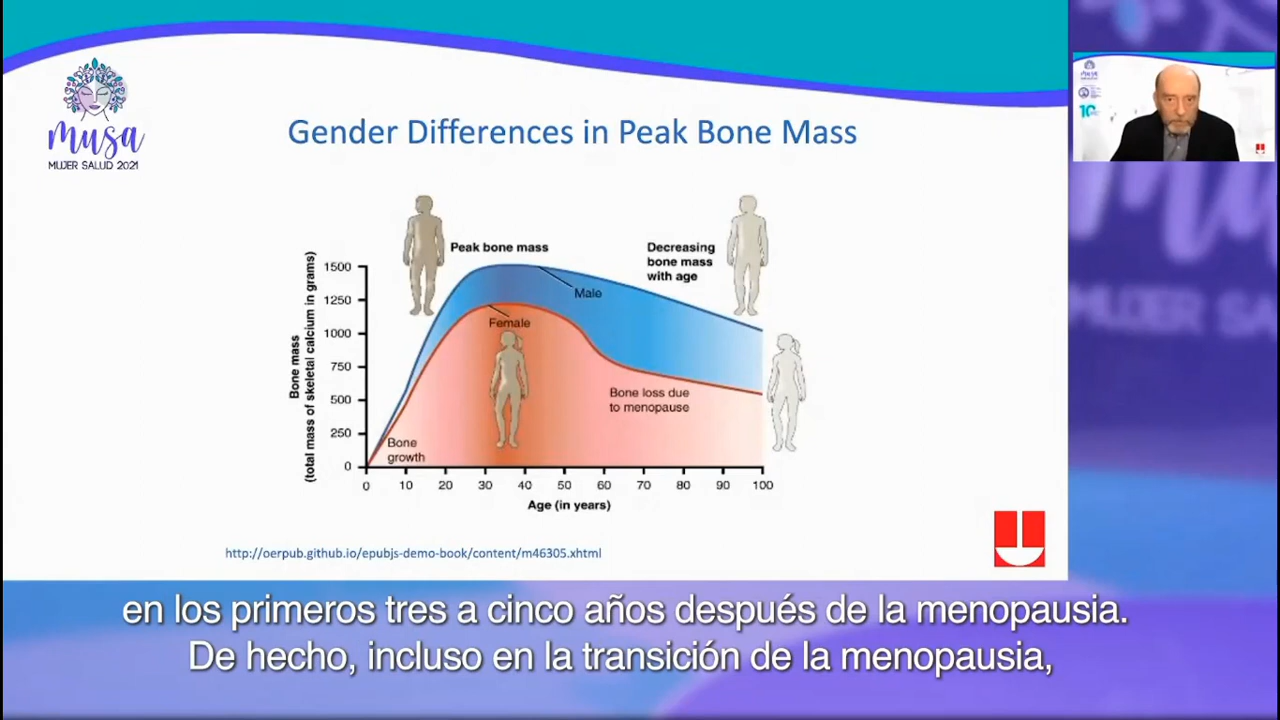 musa
MUJER SALUD 2021
Gender Differences in Peak Bone Mass
Peak bone mass
Decreasing
bone mass
with age
Male
Female
Bone loss due
to menopause
Bone
growth
Bone mass
(total mass of skeletal calcium in grams)
1500
1250
1000
750
500
250
0
0 10 20 30 40 50 60 70 80 90 100
Age (in years)
http://oerpub.github.io/epubjs-demo-book/content/m46305.xhtml
MUJER SA
en los primeros tres a cinco años después de la menopausia.
De hecho, incluso en la transición de la menopausia,